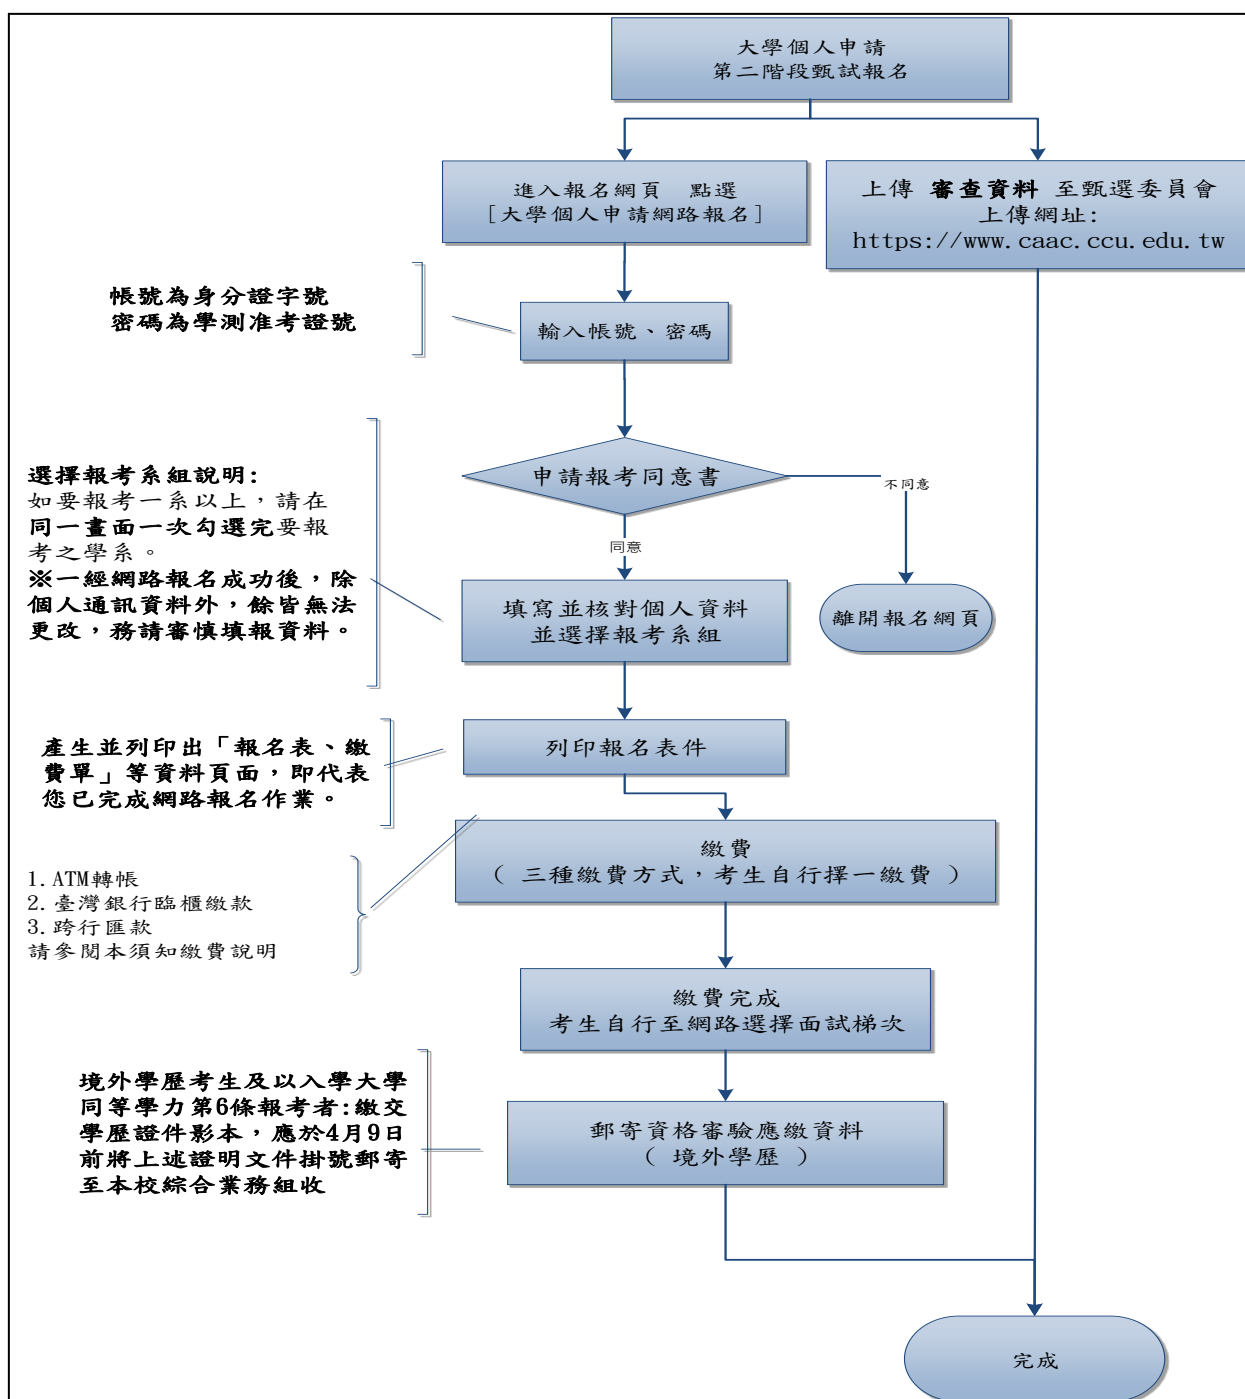 大學個人申請
第二階段甄試報名
進入報名網頁 點選
[大學個人申請網路報名]
上傳 審查資料 至甄選委員會
上傳網址:
https://www.caac.ccu.edu.tw
帳號為身分證字號
密碼為學測准考證號
輸入帳號、密碼
申請報考同意書
不同意
同意
離開報名網頁
選擇報考系組說明:
如要報考一系以上，請在
同一畫面一次勾選完要報
考之學系。
※一經網路報名成功後，除
個人通訊資料外，餘皆無法
更改，務請審慎填報資料。
填寫並核對個人資料
並選擇報考系組
產生並列印出「報名表、繳
費單」等資料頁面，即代表
您已完成網路報名作業。
列印報名表件
繳費
( 三種繳費方式，考生自行擇一繳費 )
1. ATM轉帳
2. 臺灣銀行臨櫃繳款
3. 跨行匯款
請參閱本須知繳費說明
繳費完成
考生自行至網路選擇面試梯次
境外學歷考生及以入學大學
同等學力第6條報考者:繳交
學歷證件影本，應於4月9日
前將上述證明文件掛號郵寄
至本校綜合業務組收
郵寄資格審驗應繳資料
( 境外學歷 )
完成